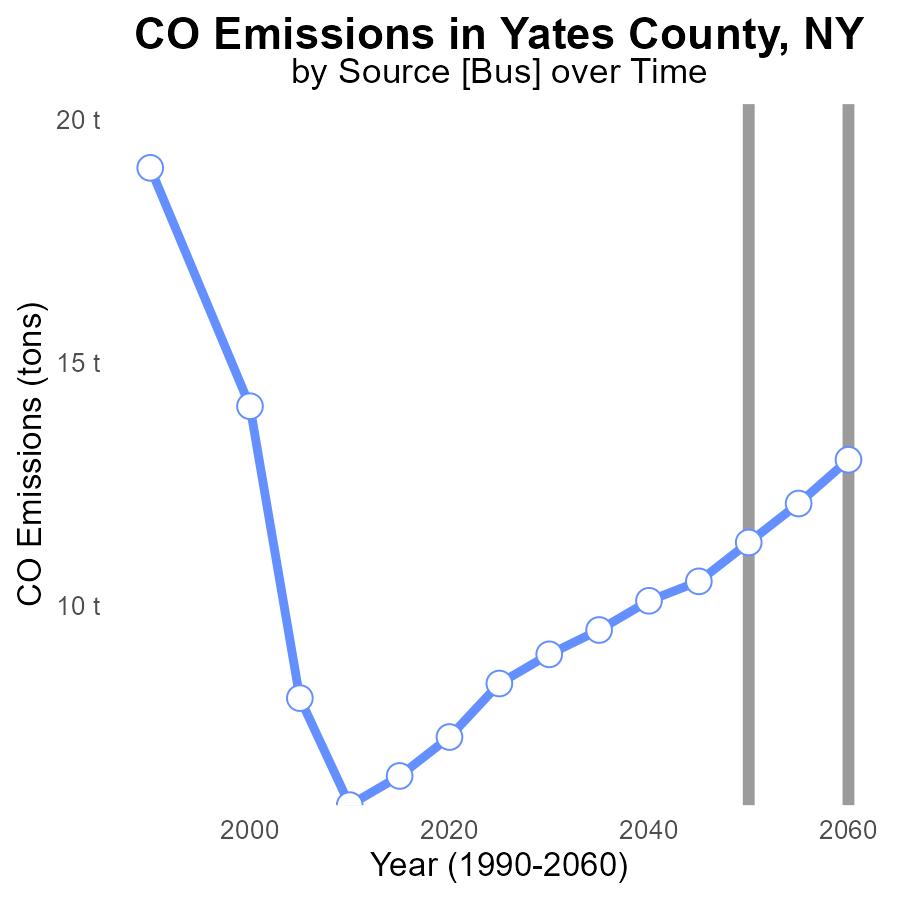 CO Emissions in Yates County, NY
by Source [Bus] over Time
20 t
15 t
10 t
CO Emissions (tons)
2000 2020 2040 2060
Year (1990-2060)